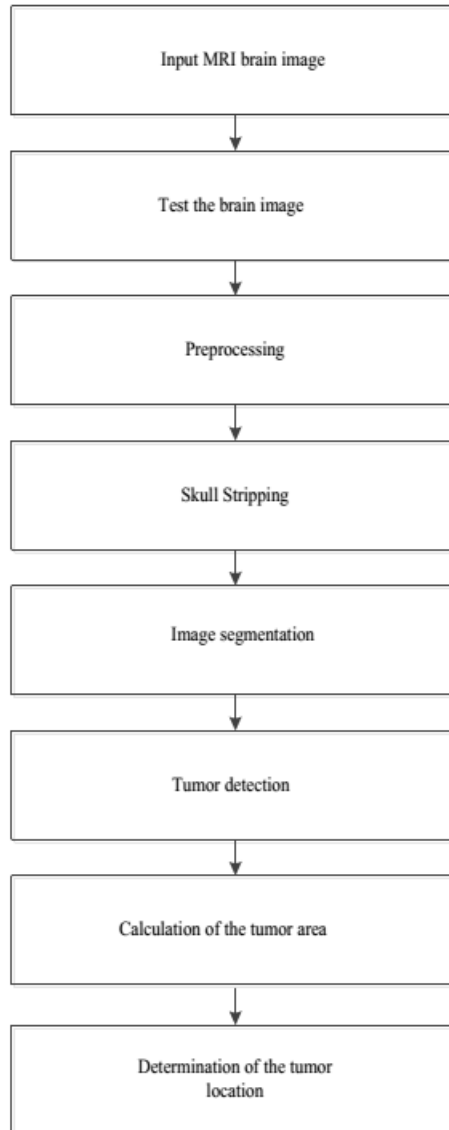 Input MRI brain image
Test the brain image
Preprocessing
Skull Stripping
Image segmentation
Tumor detection
Calculation of the tumor area
Determination of the tumor
location